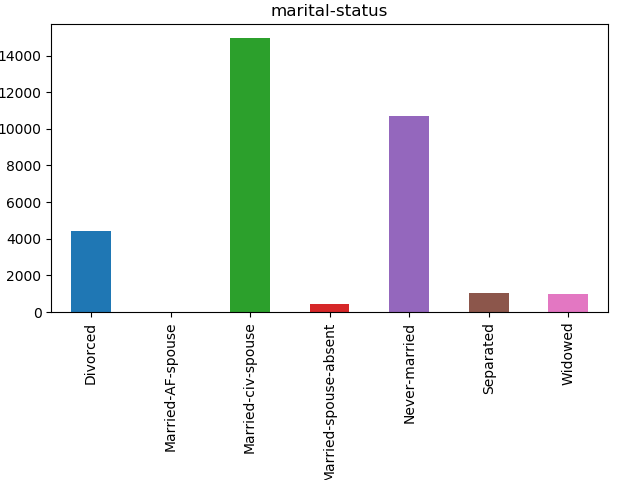 marital-status
14000
12000
10000
8000
6000
4000
2000
0
Divorced
Married-AF-spouse
Married-civ-spouse
Married-spouse-absent
Never-married
Separated
Widowed